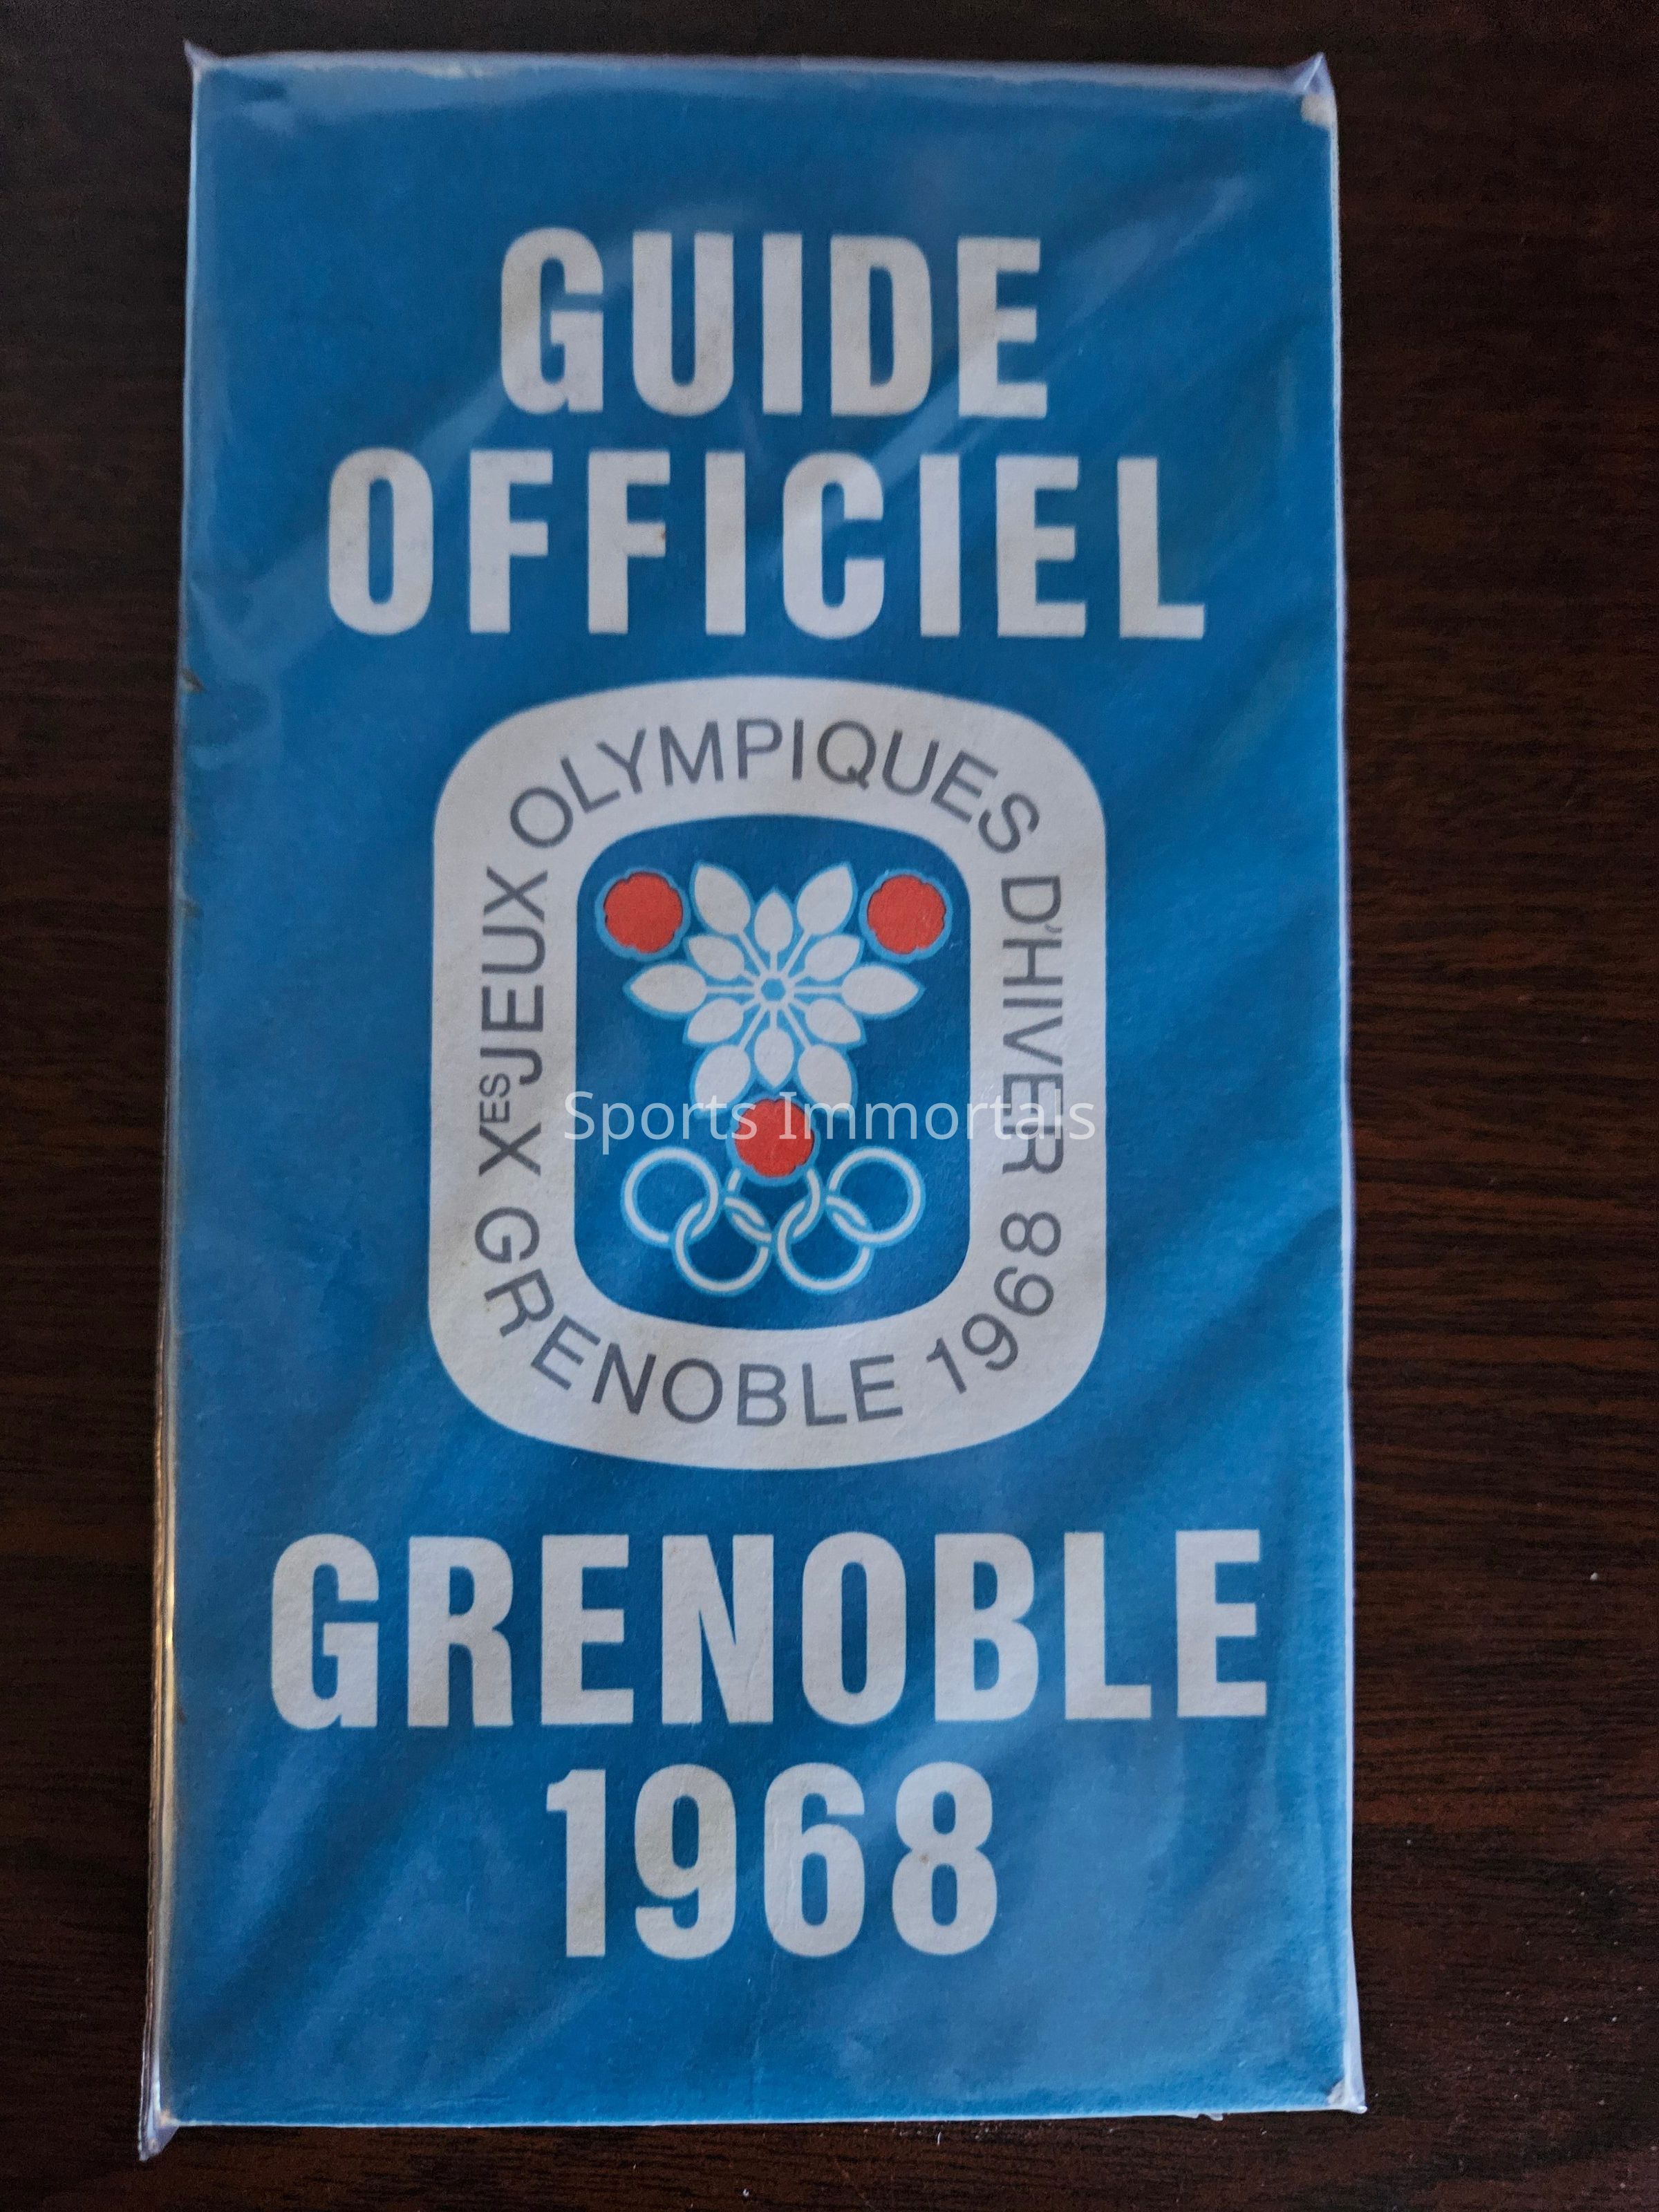 GUIDE
OFFICIEL
XES JEUX OLYMPIQUES D'HIVER
GRENOBLE 1968
Sports Immortals
GRENOBLE
1968